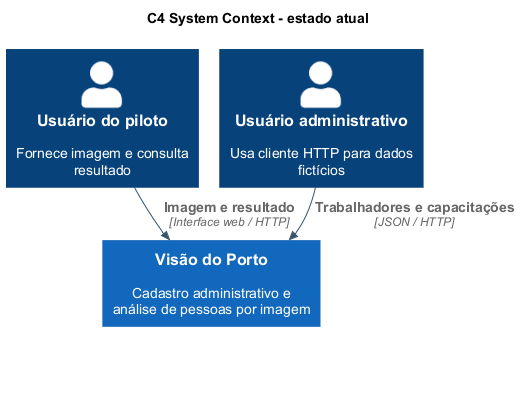 C4 System Context - estado atual
Usuário do piloto
Fornece imagem e consulta
resultado
Usuário administrativo
Usa cliente HTTP para dados
fictícios
Imagem e resultado
[Interface web / HTTP]
Trabalhadores e capacitações
[JSON / HTTP]
Visão do Porto
Cadastro administrativo e
análise de pessoas por imagem